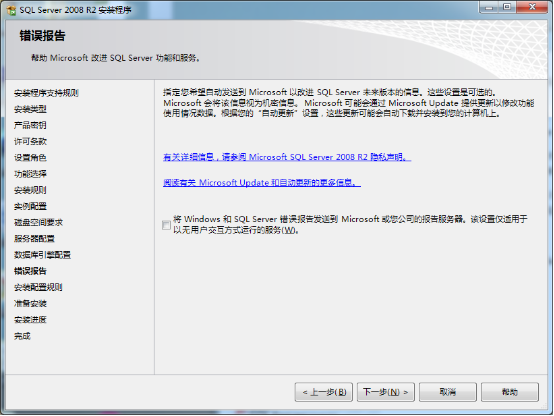 SQL Server 2008 R2 安装程序
错误报告
帮助 Microsoft 改进 SQL Server 功能和服务。
安装程序支持规则
安装类型
产品密钥
许可条款
设置角色
功能选择
安装规则
实例配置
磁盘空间要求
服务器配置
数据库引擎配置
错误报告
安装配置规则
准备安装
安装进度
完成
指定您希望自动发送到 Microsoft 以改进 SQL Server 未来版本的信息。这些设置是可选的。
Microsoft 会将该信息视为机密信息。Microsoft 可能会通过 Microsoft Update 提供更新以修改功能
使用情况数据。根据您的“自动更新”设置，这些更新可能会自动下载并安装到您的计算机上。
有关详细信息，请参阅 Microsoft SQL Server 2008 R2 隐私声明。
阅读有关 Microsoft Update 和自动更新的更多信息。
将 Windows 和 SQL Server 错误报告发送到 Microsoft 或您公司的报告服务器。该设置仅适用于
以无用户交互方式运行的服务(W)。
< 上一步(B)
下一步(N) >
取消
帮助